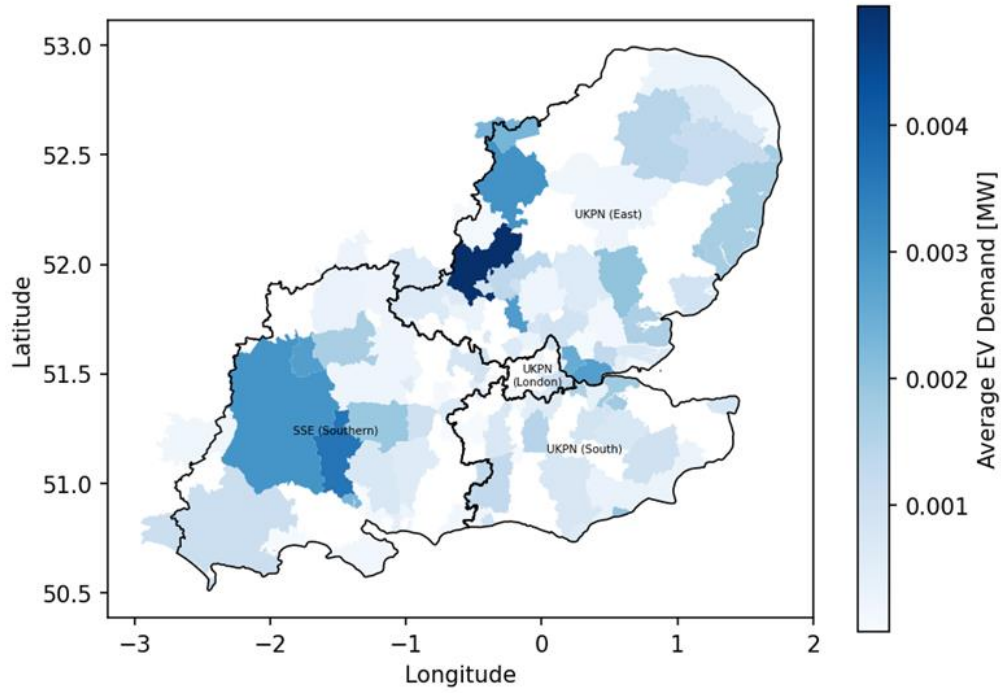 53.0
52.5
52.0
51.5
51.0
50.5
Latitude
−3
−2
−1
0
1
2
Longitude
UKPN (East)
UKPN
(London)
SSE (Southern)
UKPN (South)
0.004
0.003
0.002
0.001
Average EV Demand [MW]